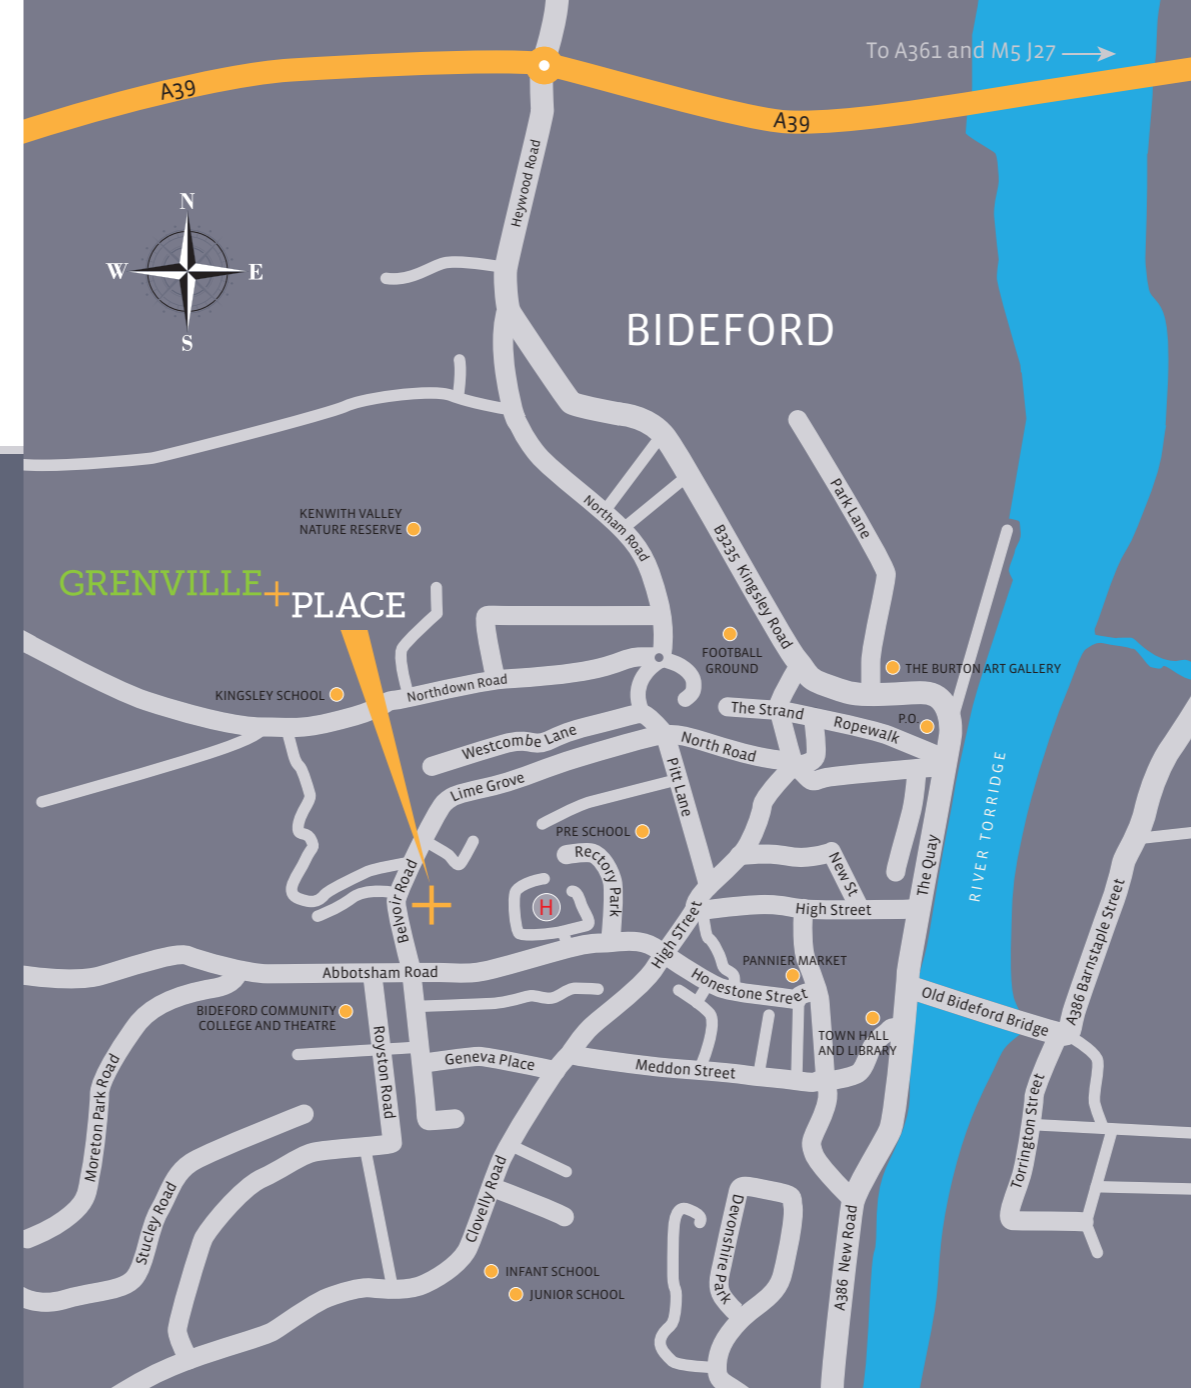 To A361 and M5 J27
A39
A39
Heywood Road
N
W
E
S
BIDEFORD
Park Lane
Northam Road
B3235 Kingsley Road
KENWITH VALLEY
NATURE RESERVE
GRENVILLE
PLACE
FOOTBALL
GROUND
THE BURTON ART GALLERY
KINGSLEY SCHOOL
Northdown Road
The Strand
Ropewalk
P.O.
Westcombe Lane
North Road
Lime Grove
Pitt Lane
RIVER TORRIDGE
PRE SCHOOL
Rectory Park
New St
The Quay
Belvoir Road
H
High Street
High STreet
A386 Barnstaple Street
PANNIER MARKET
Abbotsham Road
Honestone Street
Old Bideford Bridge
BIDEFORD COMMUNITY
COLLEGE AND THEATRE
TOWN HALL
AND LIBRARY
Royston Road
Geneva Place
Meddon Street
Moreton Park Road
Torrington Street
Stucley Road
Clovelly Road
Devonshire Park
A386 New Road
INFANT SCHOOL
JUNIOR SCHOOL